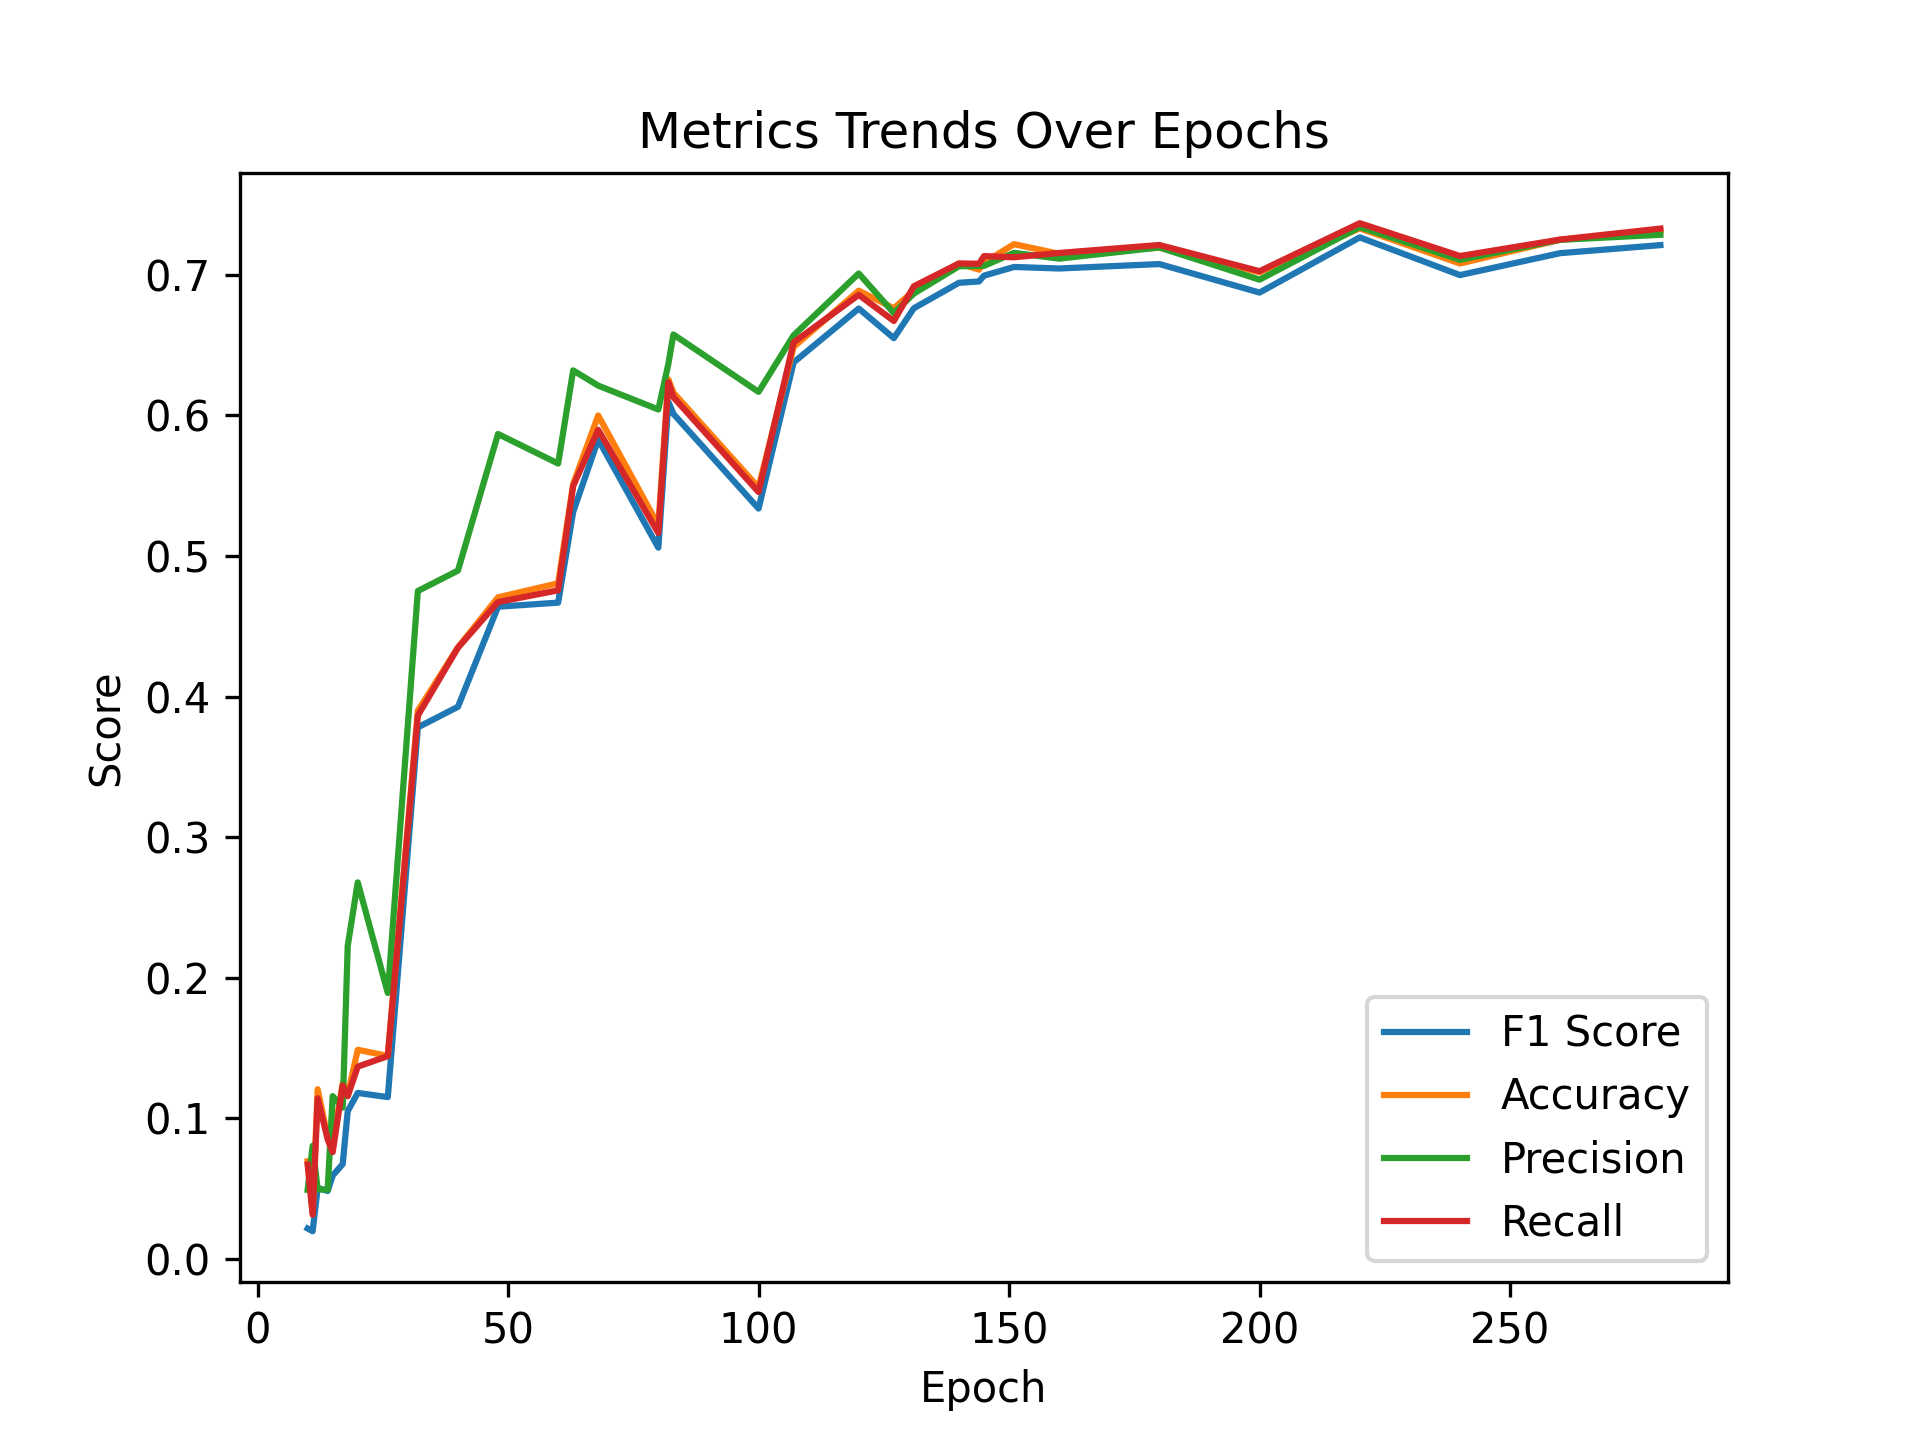 Metrics Trends Over Epochs
Score
0.7
0.6
0.5
0.4
0.3
0.2
0.1
0.0
0 50 100 150 200 250
Epoch
F1 Score
Accuracy
Precision
Recall